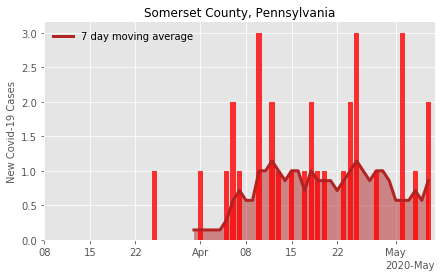 Somerset County, Pennsylvania
7 day moving average
New Covid-19 Cases
3.0
2.5
2.0
1.5
1.0
0.5
0.0
08 15 22 Apr 08 15 22 May
2020-May